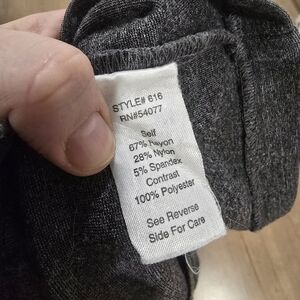 STYLE# 616
RN#54077
Self
67% Rayon
28% Nylon
5% Spandex
Contrast
100% Polyester
See Reverse
Side For Care